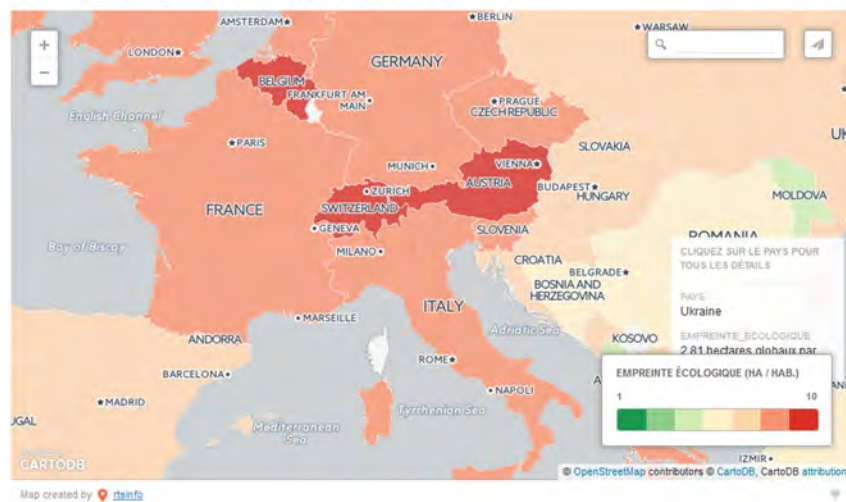 AMSTERDAM
BERLIN
WARSAW
LONDON
GERMANY
BELGIUM
FRANKFURT AM
MAIN
PRAGUE
CZECH REPUBLIC
English Channel
UK
PARIS
SLOVAKIA
VIENNA
MUNICH
AUSTRIA
BUDAPEST
HUNGARY
MOLDOVA
ZÜRICH
SWITZERLAND
FRANCE
GENEVA
SLOVENIA
ROMANIA
Bay of Biscay
MILANO
CROATIA
CLIQUEZ SUR LE PAYS POUR
TOUS LES DÉTAILS
BELGRADE
BOSNIA AND
HERZEGOVINA
PAYS
Ukraine
ITALY
MARSEILLE
Adriatic Sea
ANDORRA
KOSOVO
EMPREINTE_ECOLOGIQUE
2.81 hectares globaux par
ROME
BARCELONA
EMPREINTE ÉCOLOGIQUE (HA / HAB.)
1 10
MADRID
NAPOLI
Tyrrhenian Sea
UGAL
Mediterranean
Sea
IZMIR
CARTODB
© OpenStreetMap contributors © CartoDB, CartoDB attribution
Map created by rtsinfo